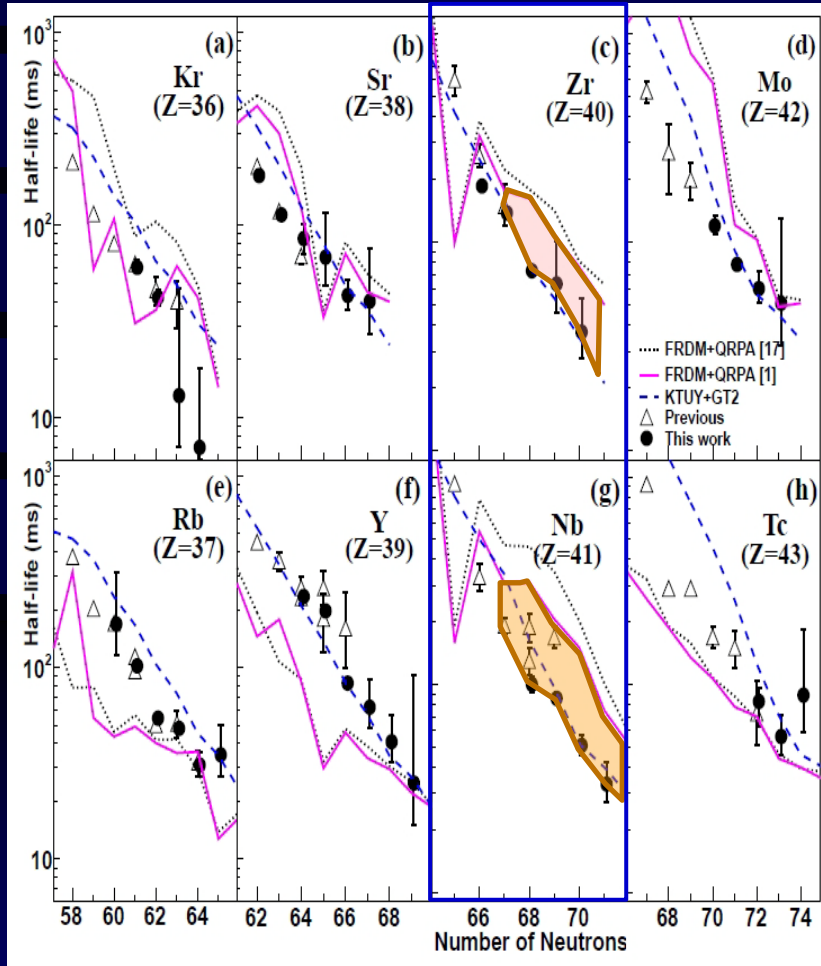 10³
10²
10
Half-life (ms)
(a)
Kr
(Z=36)
(b)
Sr
(Z=38)
(c)
Zr
(Z=40)
(d)
Mo
(Z=42)
FRDM+QRPA [17]
FRDM+QRPA [1]
KTUY+GT2
Previous
This work
10³
10²
10
Half-life (ms)
(e)
Rb
(Z=37)
(f)
Y
(Z=39)
(g)
Nb
(Z=41)
(h)
Tc
(Z=43)
58 60 62 64 62 64 66 68 66 68 70 68 70 72 74
Number of Neutrons